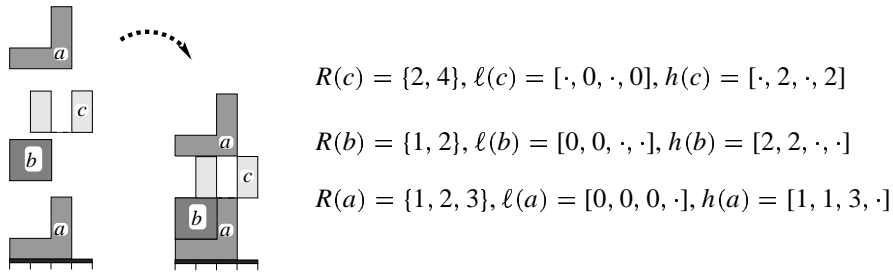 a
c
R(c) = {2, 4}, ℓ(c) = [·, 0, ·, 0], h(c) = [·, 2, ·, 2]
a
b
R(b) = {1, 2}, ℓ(b) = [0, 0, ·, ·], h(b) = [2, 2, ·, ·]
c
R(a) = {1, 2, 3}, ℓ(a) = [0, 0, 0, ·], h(a) = [1, 1, 3, ·]
a
b
a